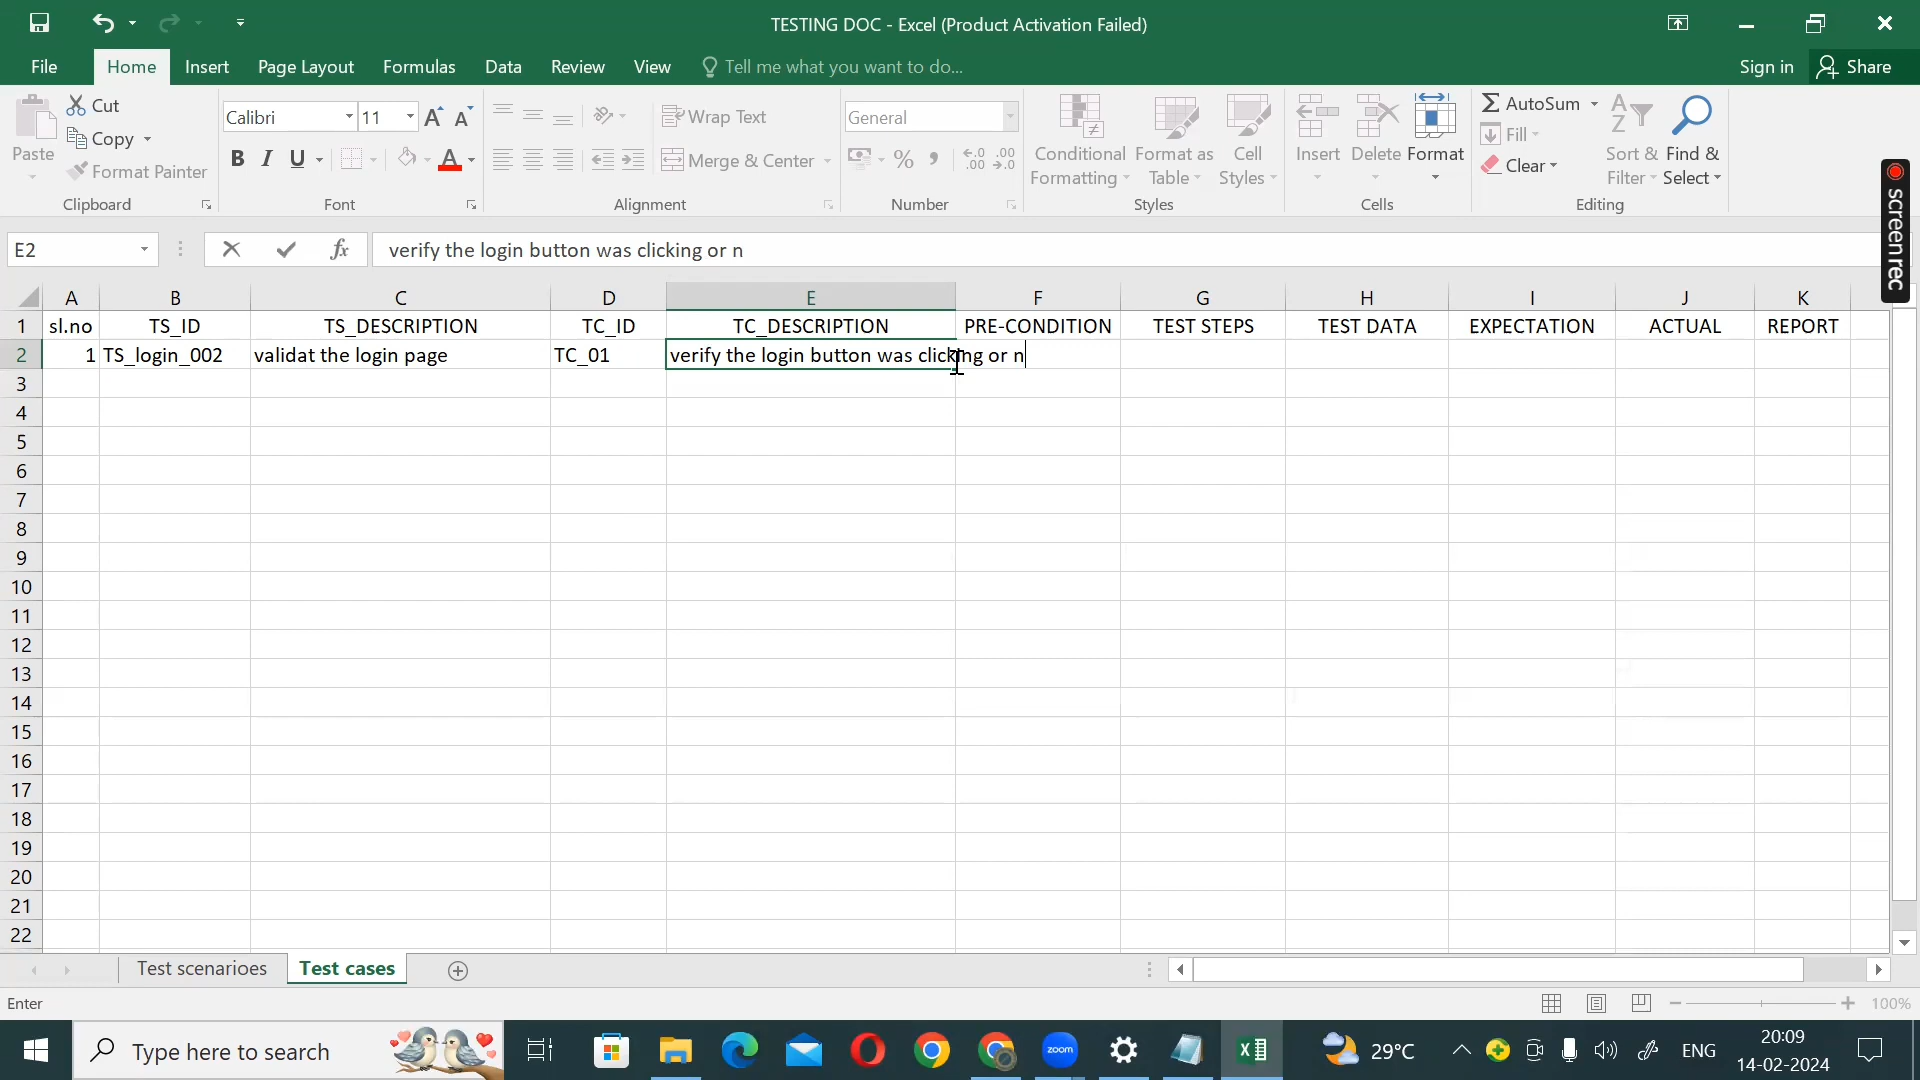 TESTING DOC - Excel (Product Activation Failed)
File Home Insert Page Layout Formulas Data Review View Tell me what you want to do... Sign in Share
Paste
Cut
Copy
Format Painter
Clipboard
Calibri 11 A A
B I U A
Font
Wrap Text
Merge & Center
Alignment
General
% , .0 .00 .00 .0
Number
Conditional Formatting
Format as Table
Cell Styles
Styles
Insert Delete Format
Cells
AutoSum
Fill
Clear
Sort & Filter
Find & Select
Editing
screenrec
E2 fx verify the login button was clicking or n
A B C D E F G H I J K
1 sl.no TS_ID TS_DESCRIPTION TC_ID TC_DESCRIPTION PRE-CONDITION TEST STEPS TEST DATA EXPECTATION ACTUAL REPORT
2 1 TS_login_002 validat the login page TC_01 verify the login button was clicking or n
3
4
5
6
7
8
9
10
11
12
13
14
15
16
17
18
19
20
21
22
Test scenarioes Test cases
Enter 100%
Type here to search zoom 29°C ENG 20:09
14-02-2024